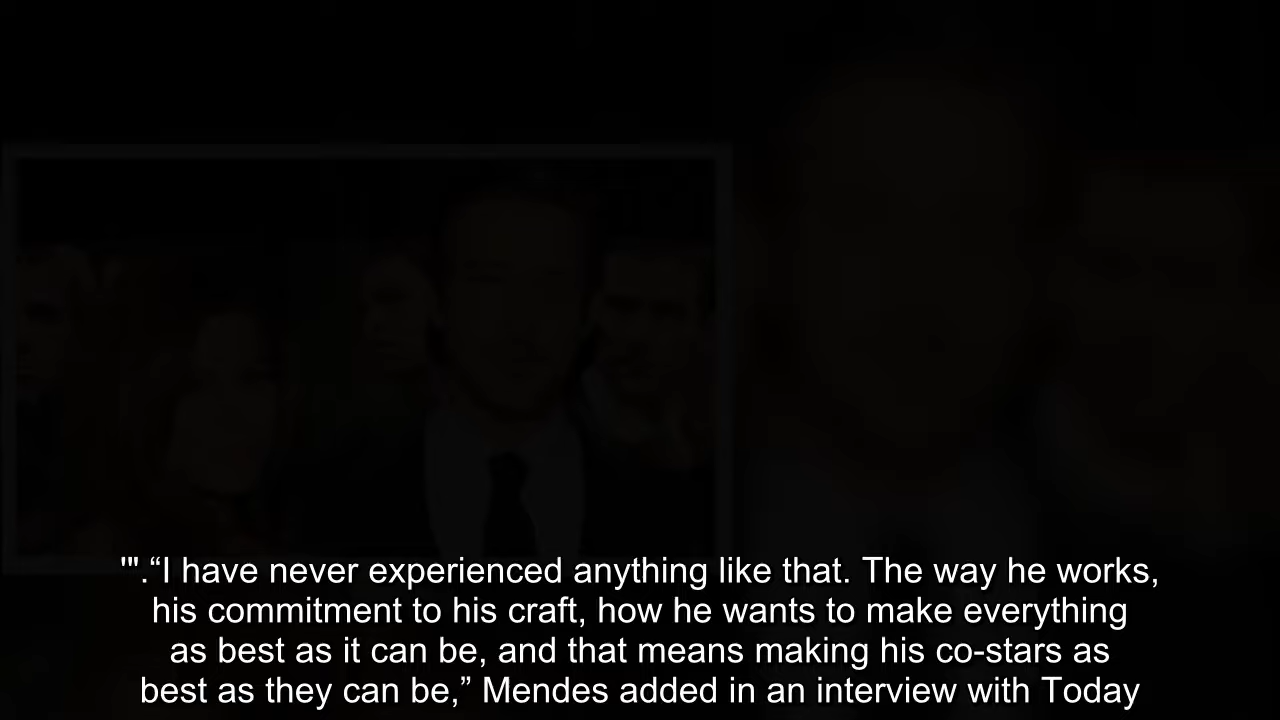 '".“I have never experienced anything like that. The way he works,
his commitment to his craft, how he wants to make everything
as best as it can be, and that means making his co-stars as
best as they can be,” Mendes added in an interview with Today